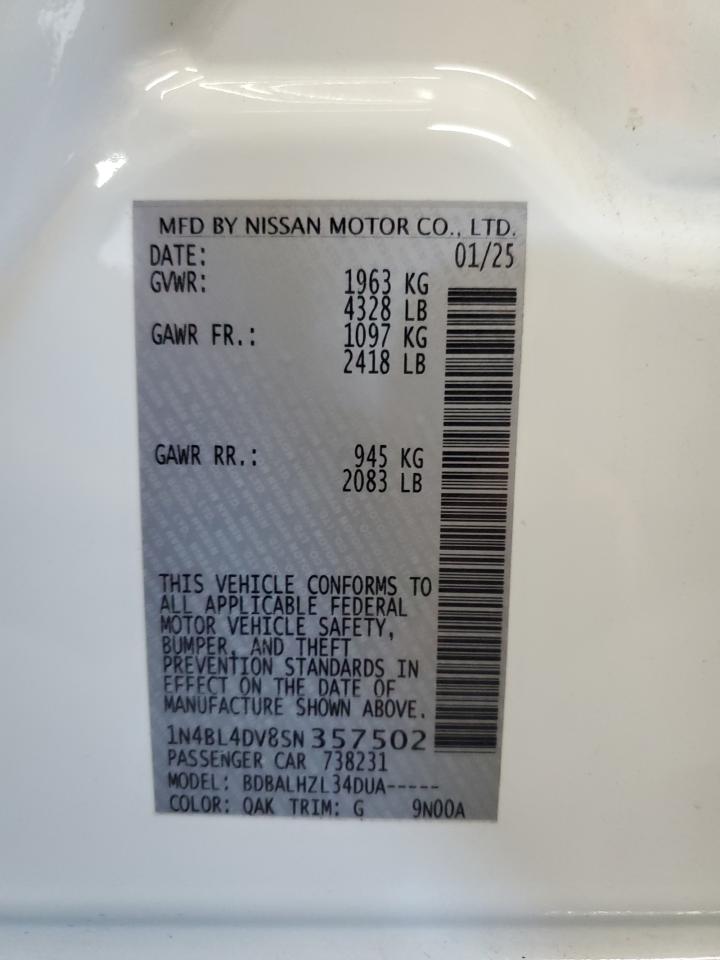 MFD BY NISSAN MOTOR CO., LTD.
DATE: 01/25
GVWR: 1963 KG
4328 LB
GAWR FR.: 1097 KG
2418 LB
GAWR RR.: 945 KG
2083 LB
THIS VEHICLE CONFORMS TO
ALL APPLICABLE FEDERAL
MOTOR VEHICLE SAFETY,
BUMPER, AND THEFT
PREVENTION STANDARDS IN
EFFECT ON THE DATE OF
MANUFACTURE SHOWN ABOVE.
1N4BL4DV8SN357502
PASSENGER CAR 738231
MODEL: BDBALHZL34DUA-----
COLOR: QAK TRIM: G 9N00A